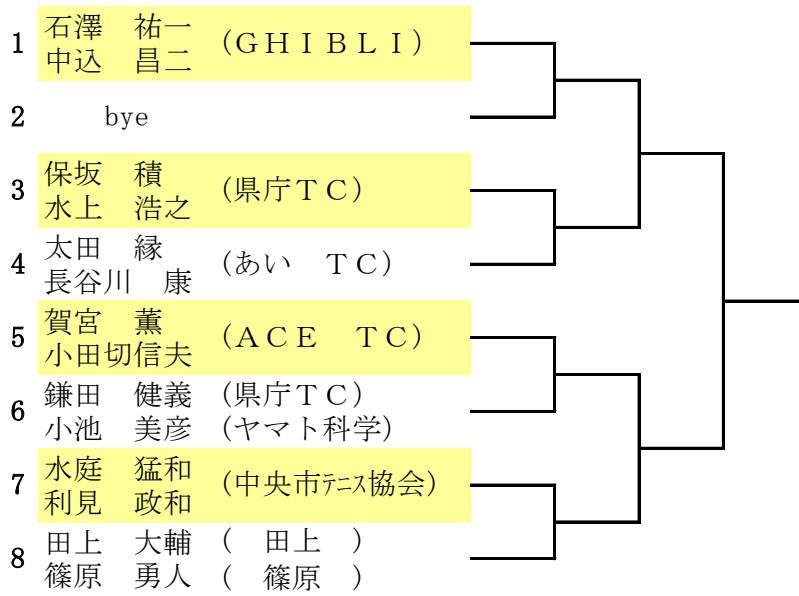 1 石澤　祐一 (ＧＨＩＢＬＩ)
中込　昌二
2 bye
3 保坂　積 (県庁ＴＣ)
水上　浩之
4 太田　縁 (あい　ＴＣ)
長谷川　康
5 賀宮　薫 (ＡＣＥ　ＴＣ)
小田切信夫
6 鎌田　健義 (県庁ＴＣ)
小池　美彦 (ヤマト科学)
7 水庭　猛和 (中央市ﾃﾆｽ協会)
利見　政和
8 田上　大輔 (　田上　)
篠原　勇人 (　篠原　)